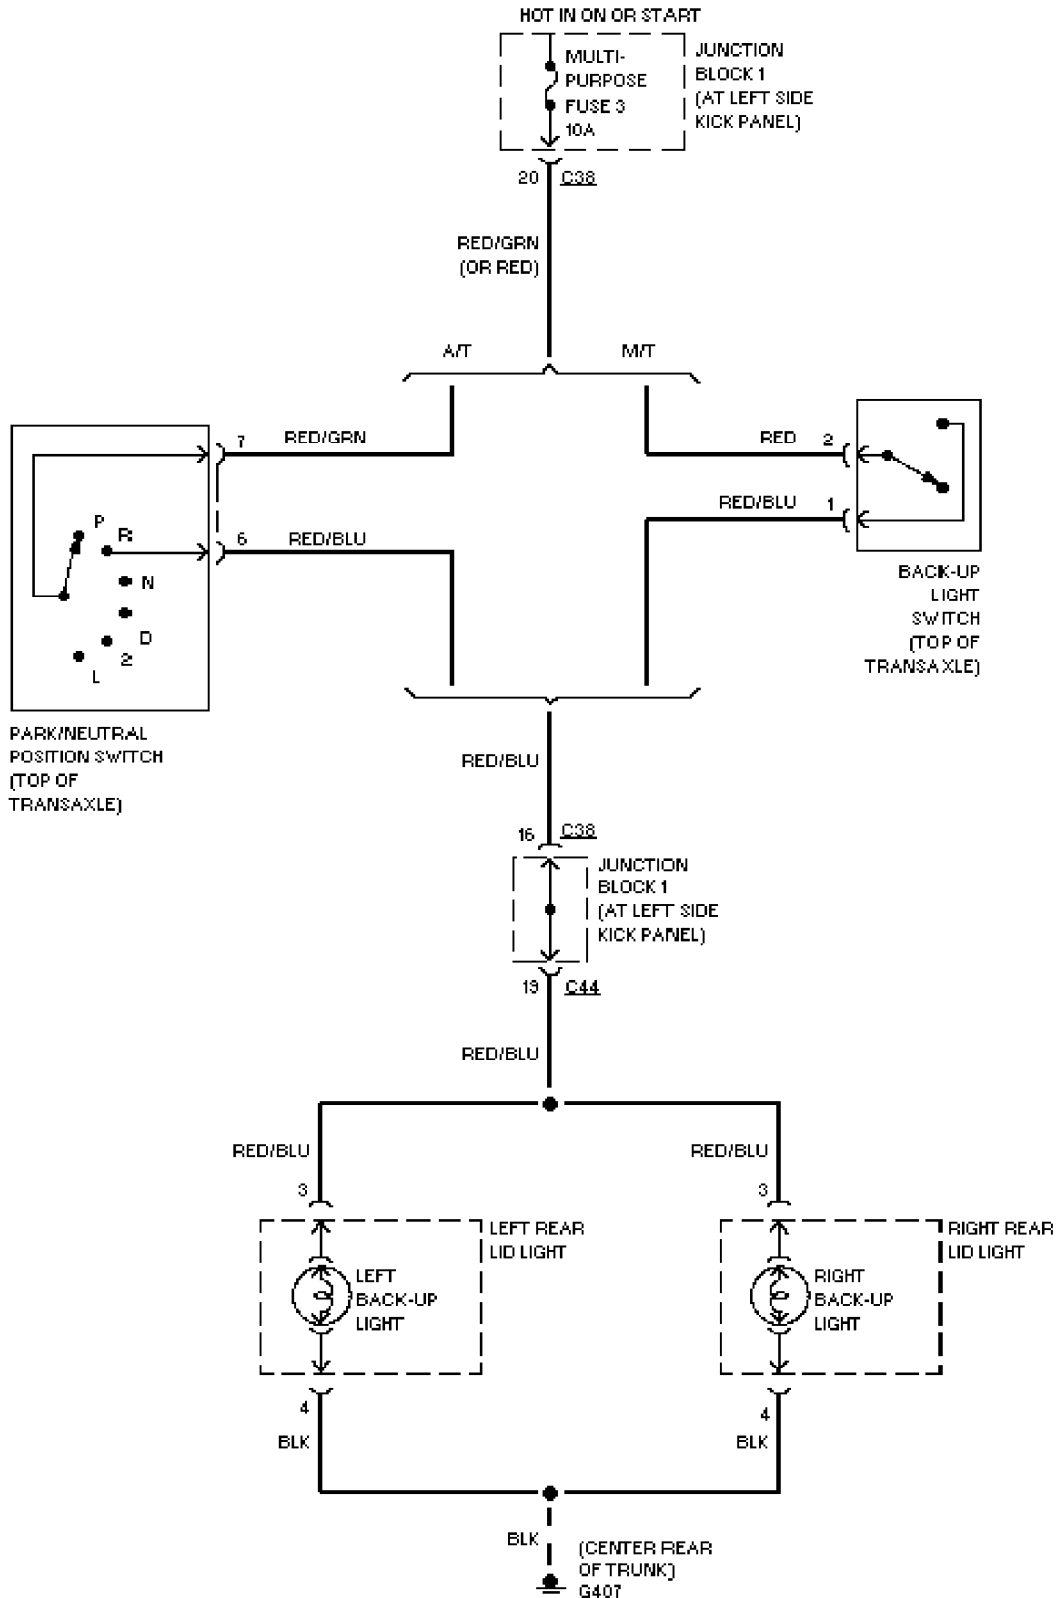 HOT IN ON OR START
MULTI-
PURPOSE
FUSE 3
10A
JUNCTION
BLOCK 1
(AT LEFT SIDE
KICK PANEL)
20 C38
RED/GRN
(OR RED)
A/T
M/T
7 RED/GRN
RED 2
RED/BLU 1
6 RED/BLU
P
R
N
D
2
L
BACK-UP
LIGHT
SWITCH
(TOP OF
TRANSAXLE)
PARK/NEUTRAL
POSITION SWITCH
(TOP OF
TRANSAXLE)
RED/BLU
16 C38
JUNCTION
BLOCK 1
(AT LEFT SIDE
KICK PANEL)
19 C44
RED/BLU
RED/BLU
3
RED/BLU
3
LEFT REAR
LID LIGHT
LEFT
BACK-UP
LIGHT
RIGHT REAR
LID LIGHT
RIGHT
BACK-UP
LIGHT
4
BLK
4
BLK
BLK
(CENTER REAR
OF TRUNK)
G407